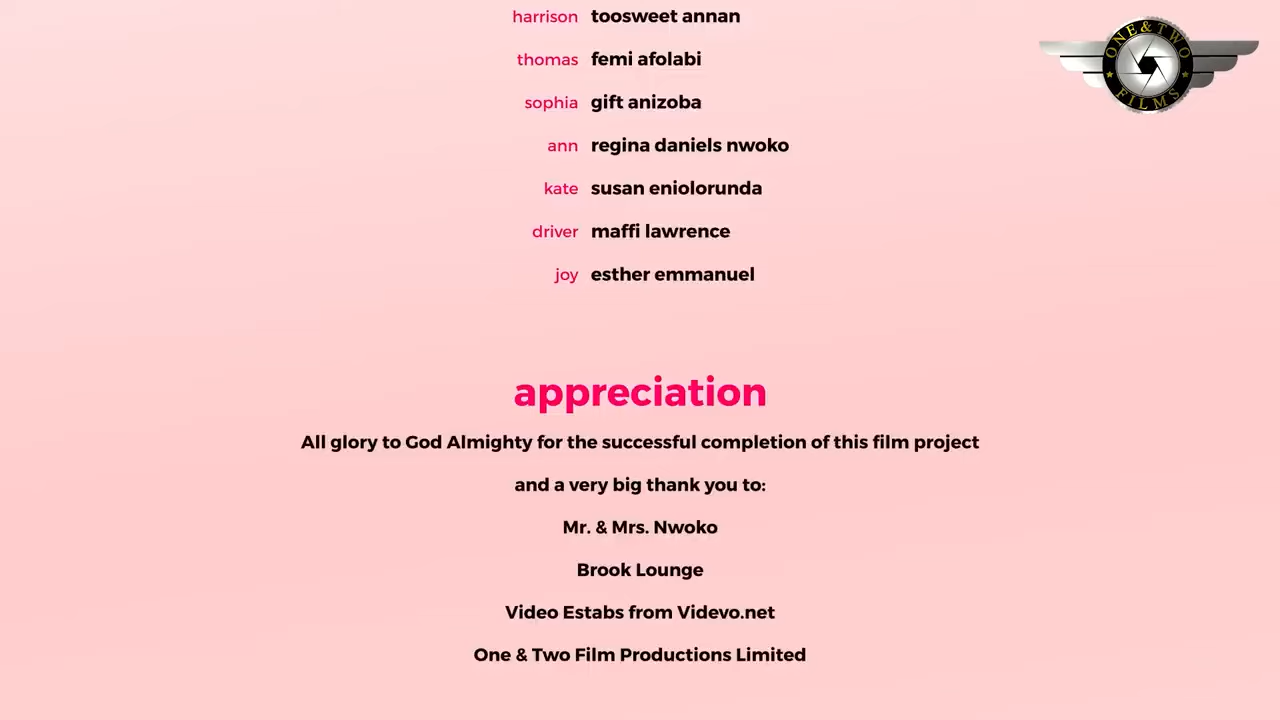 harrison toosweet annan
ONE&TWO
FILMS
thomas femi afolabi
sophia gift anizoba
ann regina daniels nwoko
kate susan eniolorunda
driver maffi lawrence
joy esther emmanuel
appreciation
All glory to God Almighty for the successful completion of this film project
and a very big thank you to:
Mr. & Mrs. Nwoko
Brook Lounge
Video Estabs from Videvo.net
One & Two Film Productions Limited